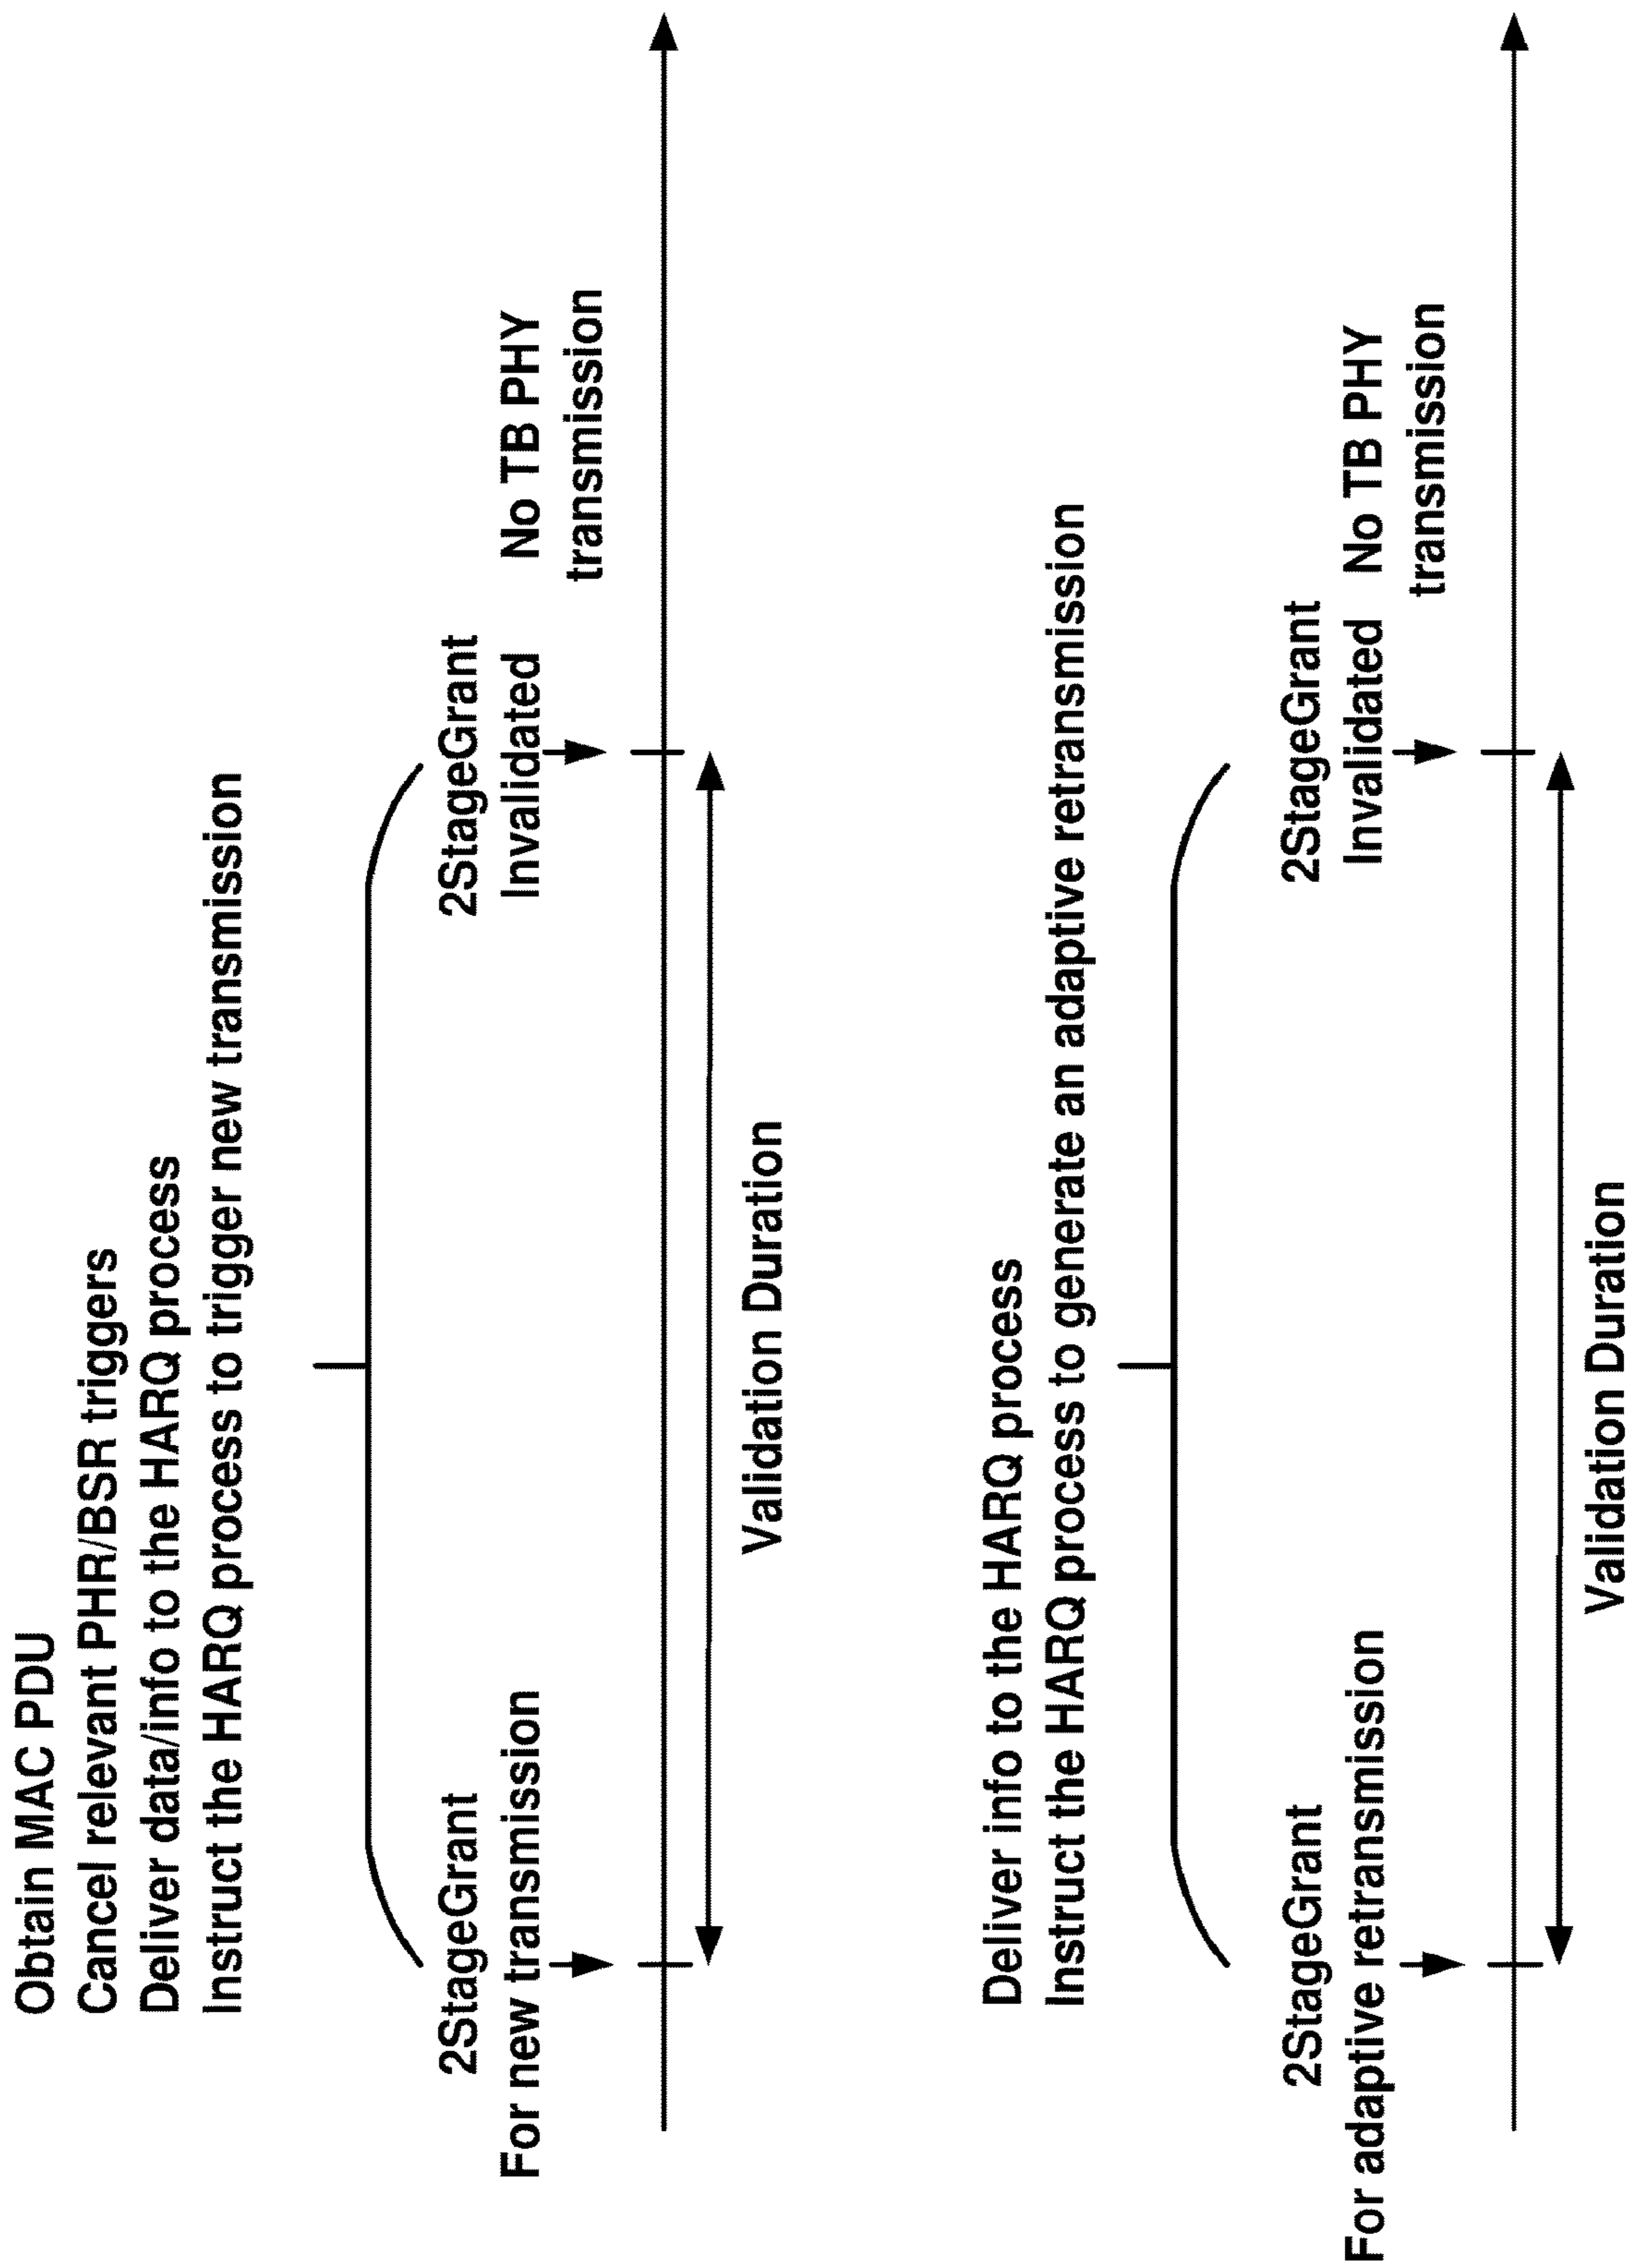 Obtain MAC PDU
Cancel relevant PHR/BSR triggers
Deliver data/info to the HARQ process
Instruct the HARQ process to trigger new transmission
2StageGrant
For new transmission
2StageGrant
Invalidated
No TB PHY
transmission
Validation Duration
Deliver info to the HARQ process
Instruct the HARQ process to generate an adaptive retransmission
2StageGrant
For adaptive retransmission
2StageGrant
Invalidated
No TB PHY
transmission
Validation Duration